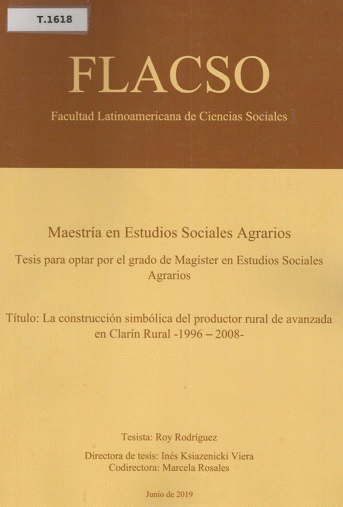 T.1618
FLACSO
Facultad Latinoamericana de Ciencias Sociales
Maestría en Estudios Sociales Agrarios
Tesis para optar por el grado de Magíster en Estudios Sociales
Agrarios
Título: La construcción simbólica del productor rural de avanzada
en Clarín Rural -1996 – 2008-
Tesista: Roy Rodríguez
Directora de tesis: Inés Ksiazenicki Viera
Codirectora: Marcela Rosales
Junio de 2019